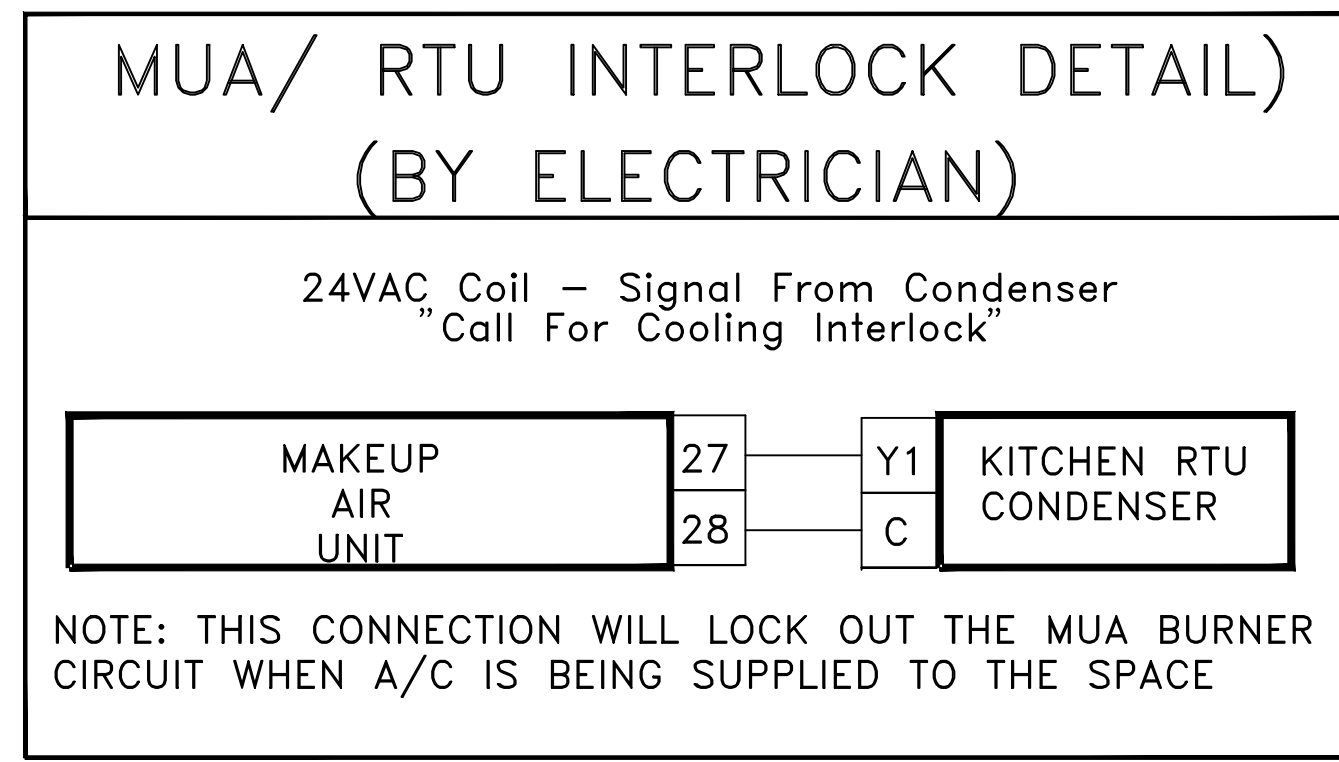 MUA/ RTU INTERLOCK DETAIL)
(BY ELECTRICIAN)
24VAC Coil – Signal From Condenser
"Call For Cooling Interlock"
MAKEUP
AIR
UNIT
27
28
Y1
C
KITCHEN RTU
CONDENSER
NOTE: THIS CONNECTION WILL LOCK OUT THE MUA BURNER
CIRCUIT WHEN A/C IS BEING SUPPLIED TO THE SPACE